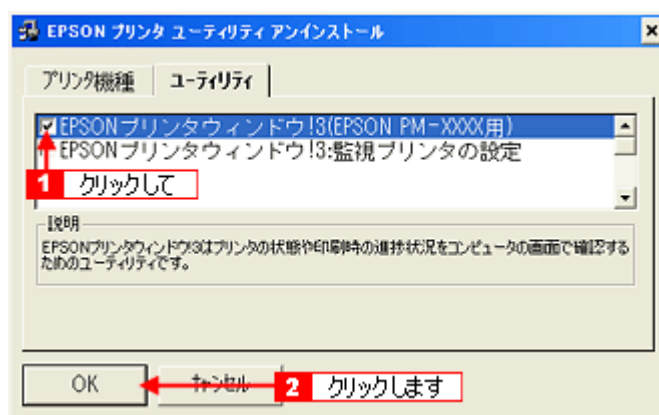 EPSON プリンタ ユーティリティ アンインストール
プリンタ機種 ユーティリティ
EPSONプリンタウィンドウ!3(EPSON PM-XXXX用)
EPSONプリンタウィンドウ!3:監視プリンタの設定
1 クリックして
説明
EPSONプリンタウィンドウ!3はプリンタの状態や印刷時の進捗状況をコンピュータの画面で確認する
ためのユーティリティです。
OK キャンセル 2 クリックします